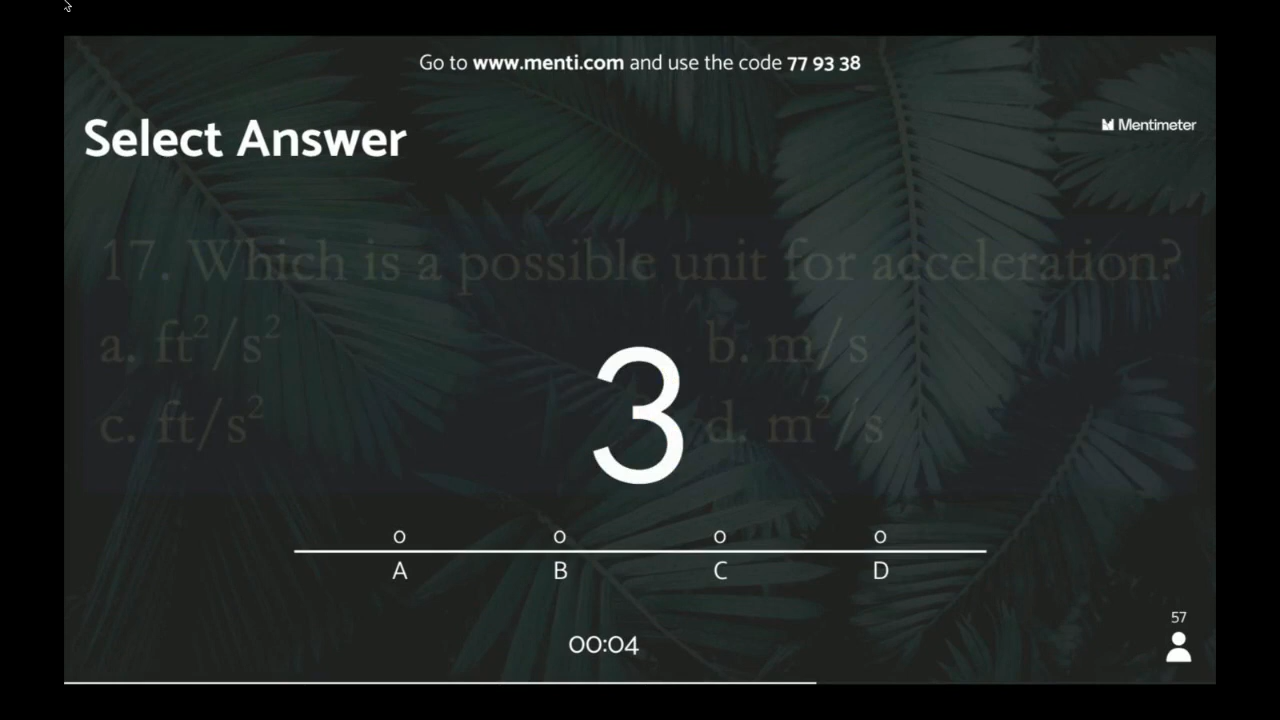 Go to www.menti.com and use the code 77 93 38
Select Answer
Mentimeter
17. Which is a possible unit for acceleration?
a. ft²/s² b. m/s
c. ft/s² d. m²/s
3
0 0 0 0
A B C D
57
00:04